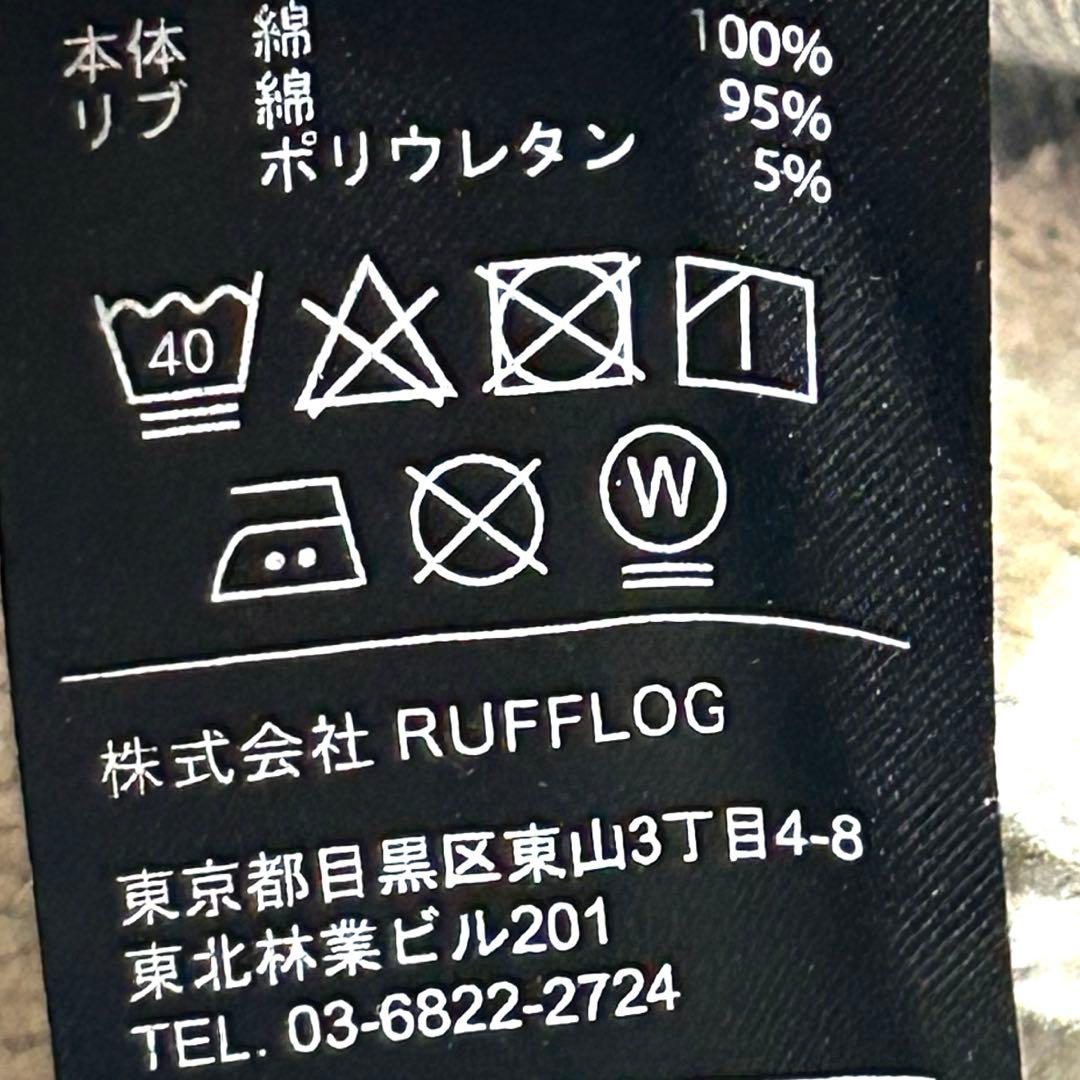 本体 綿 100%
リブ 綿 95%
ポリウレタン 5%
40
W
株式会社 RUFFLOG
東京都目黒区東山3丁目4-8
東北林業ビル201
TEL. 03-6822-2724